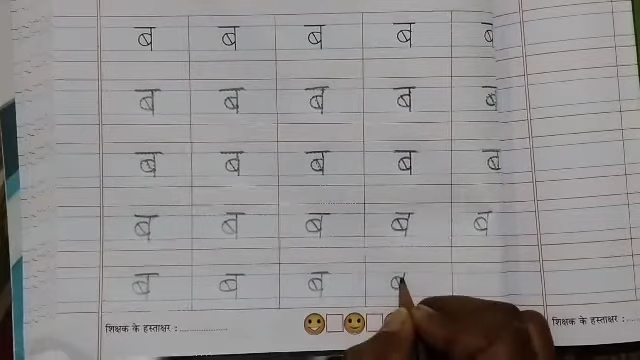 ब ब ब ब ब
ब ब ब ब ब
ब ब ब ब ब
ब ब ब ब ब
ब ब ब ब
शिक्षक के हस्ताक्षर : शिक्षक के हस्ताक्षर :